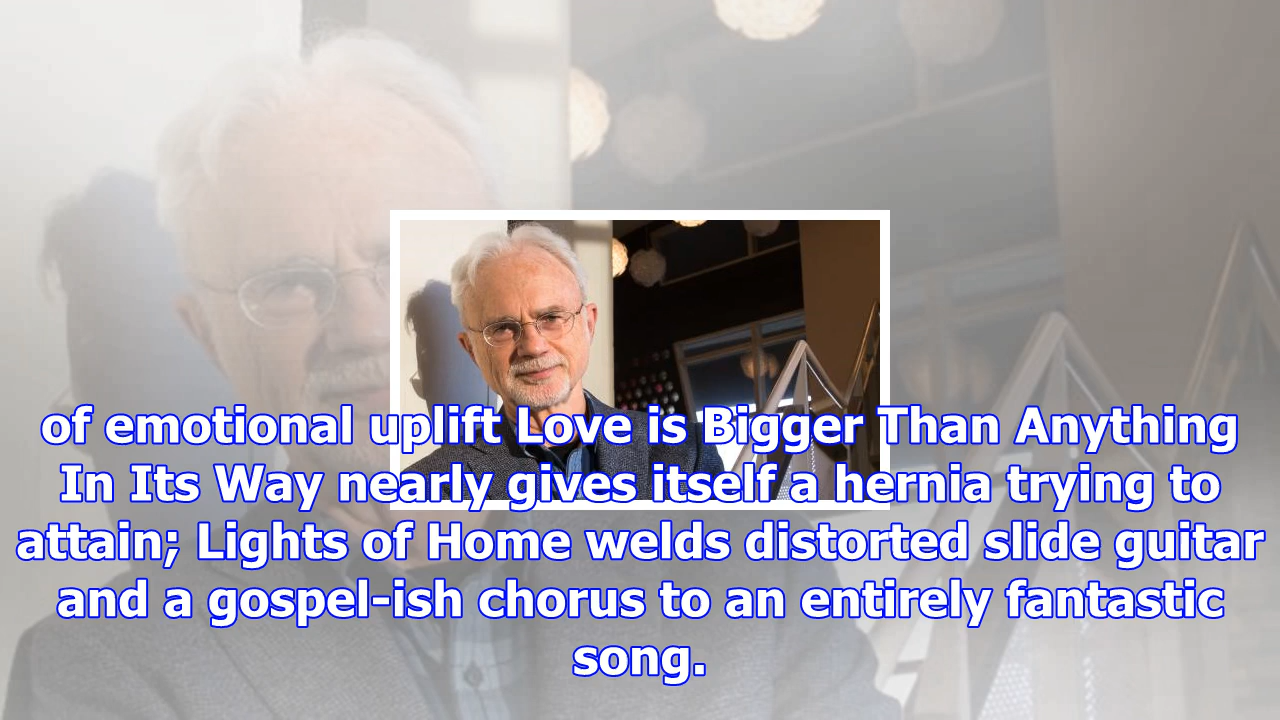 of emotional uplift Love is Bigger Than Anything
In Its Way nearly gives itself a hernia trying to
attain; Lights of Home welds distorted slide guitar
and a gospel-ish chorus to an entirely fantastic
song.